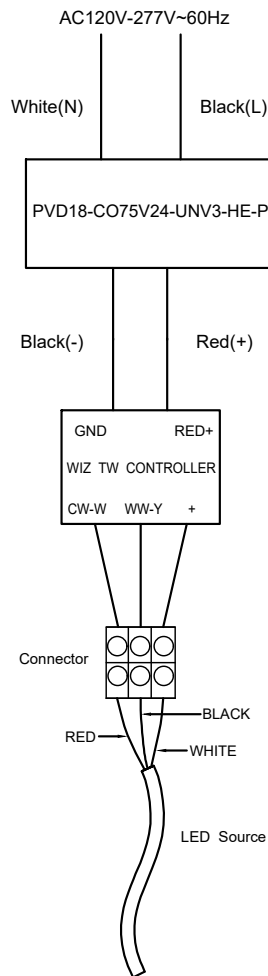 AC120V-277V~60Hz
White(N) Black(L)
PVD18-CO75V24-UNV3-HE-P
Black(-) Red(+)
GND RED+
WIZ TW CONTROLLER
CW-W WW-Y +
Connector
BLACK
RED
WHITE
LED Source